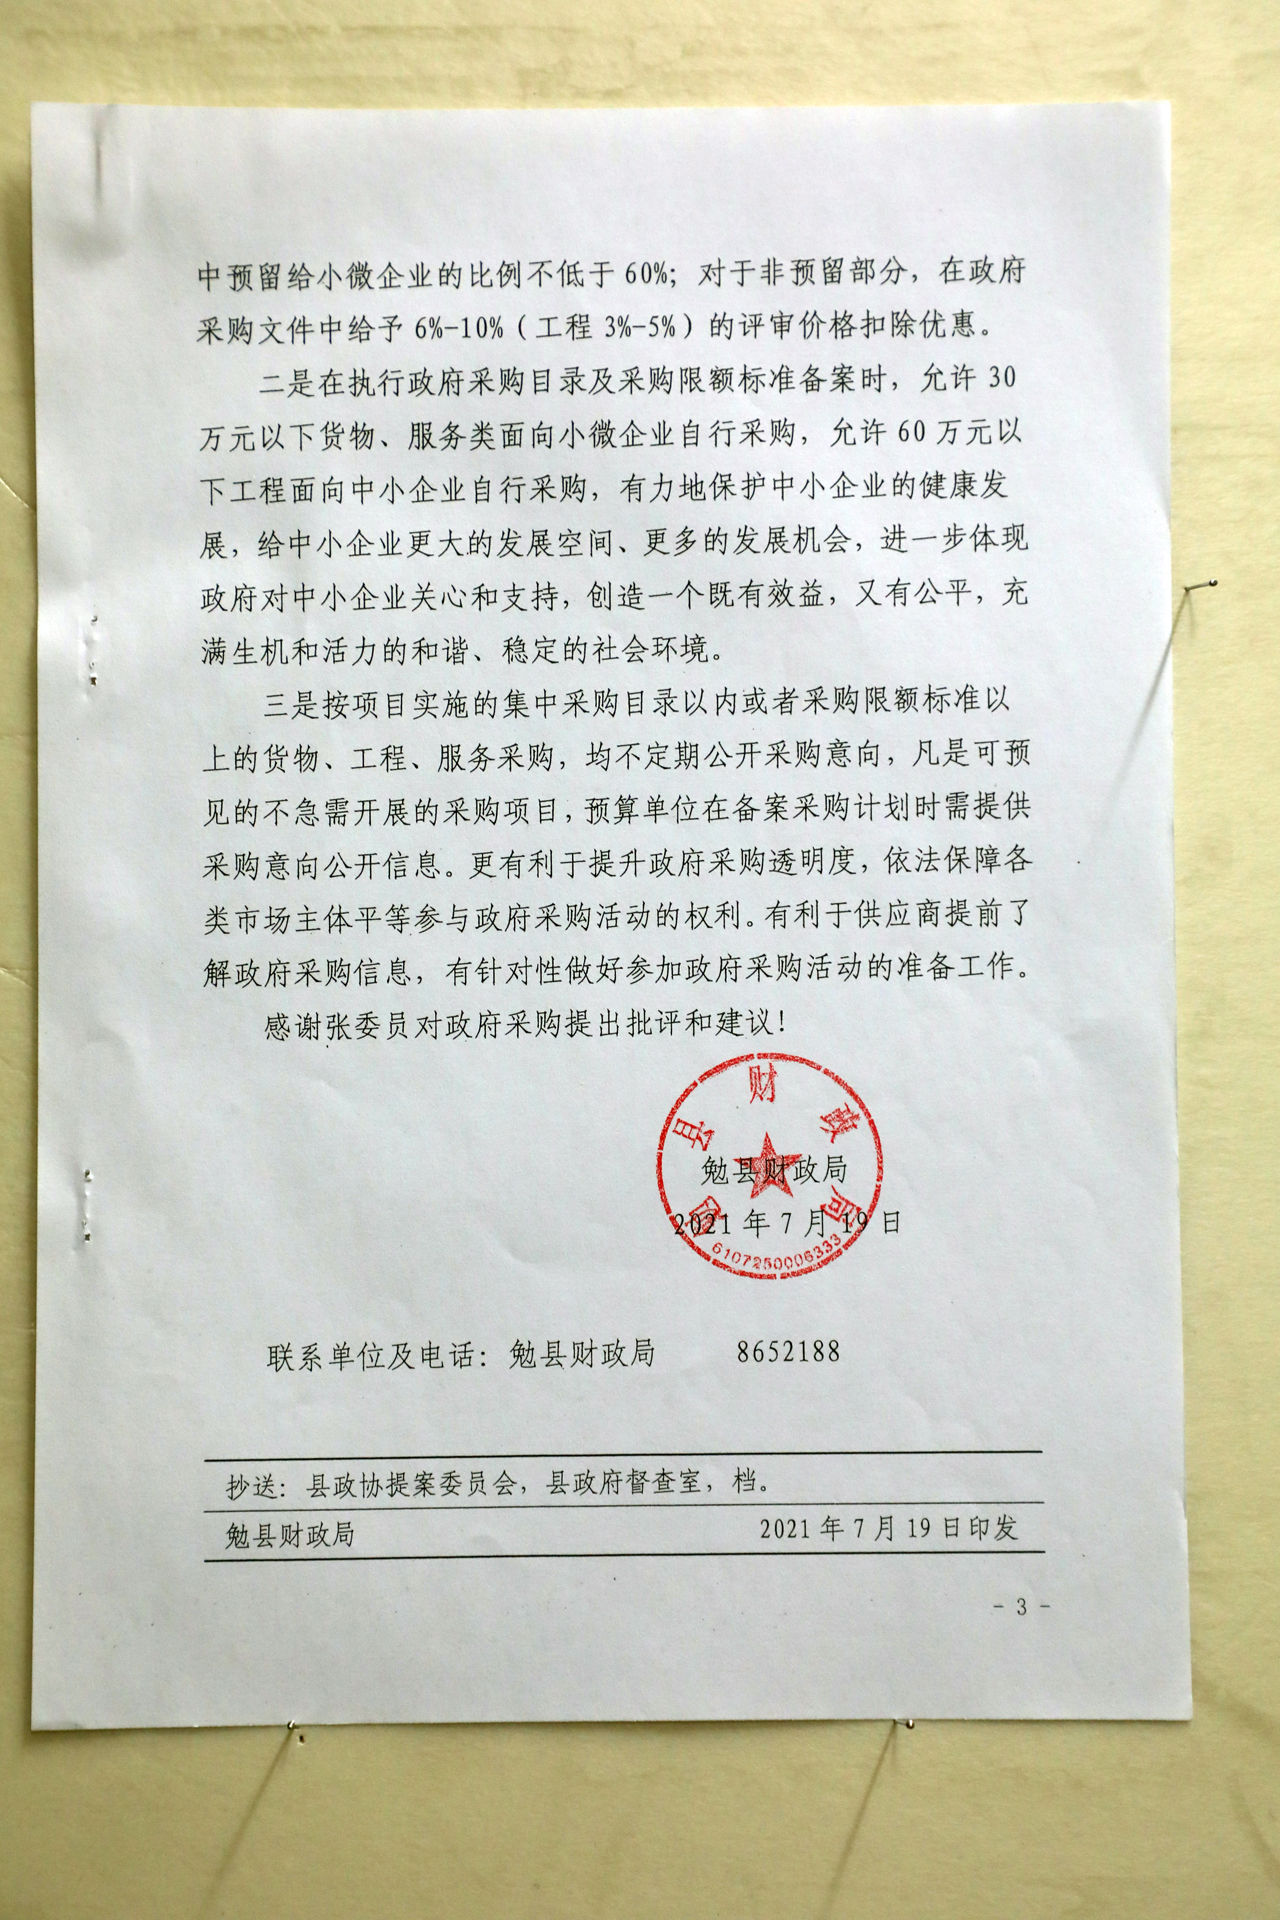 中预留给小微企业的比例不低于60%；对于非预留部分，在政府
采购文件中给予6%-10%（工程3%-5%）的评审价格扣除优惠。
二是在执行政府采购目录及采购限额标准备案时，允许30
万元以下货物、服务类面向小微企业自行采购，允许60万元以
下工程面向中小企业自行采购，有力地保护中小企业的健康发
展，给中小企业更大的发展空间、更多的发展机会，进一步体现
政府对中小企业关心和支持，创造一个既有效益，又有公平，充
满生机和活力的和谐、稳定的社会环境。
三是按项目实施的集中采购目录以内或者采购限额标准以
上的货物、工程、服务采购，均不定期公开采购意向，凡是可预
见的不急需开展的采购项目，预算单位在备案采购计划时需提供
采购意向公开信息。更有利于提升政府采购透明度，依法保障各
类市场主体平等参与政府采购活动的权利。有利于供应商提前了
解政府采购信息，有针对性做好参加政府采购活动的准备工作。
感谢张委员对政府采购提出批评和建议！
勉县财政局
勉县财政局
2021年7月19日
6107250006333
联系单位及电话：勉县财政局 8652188
抄送：县政协提案委员会，县政府督查室，档。
勉县财政局 2021年7月19日印发
- 3 -